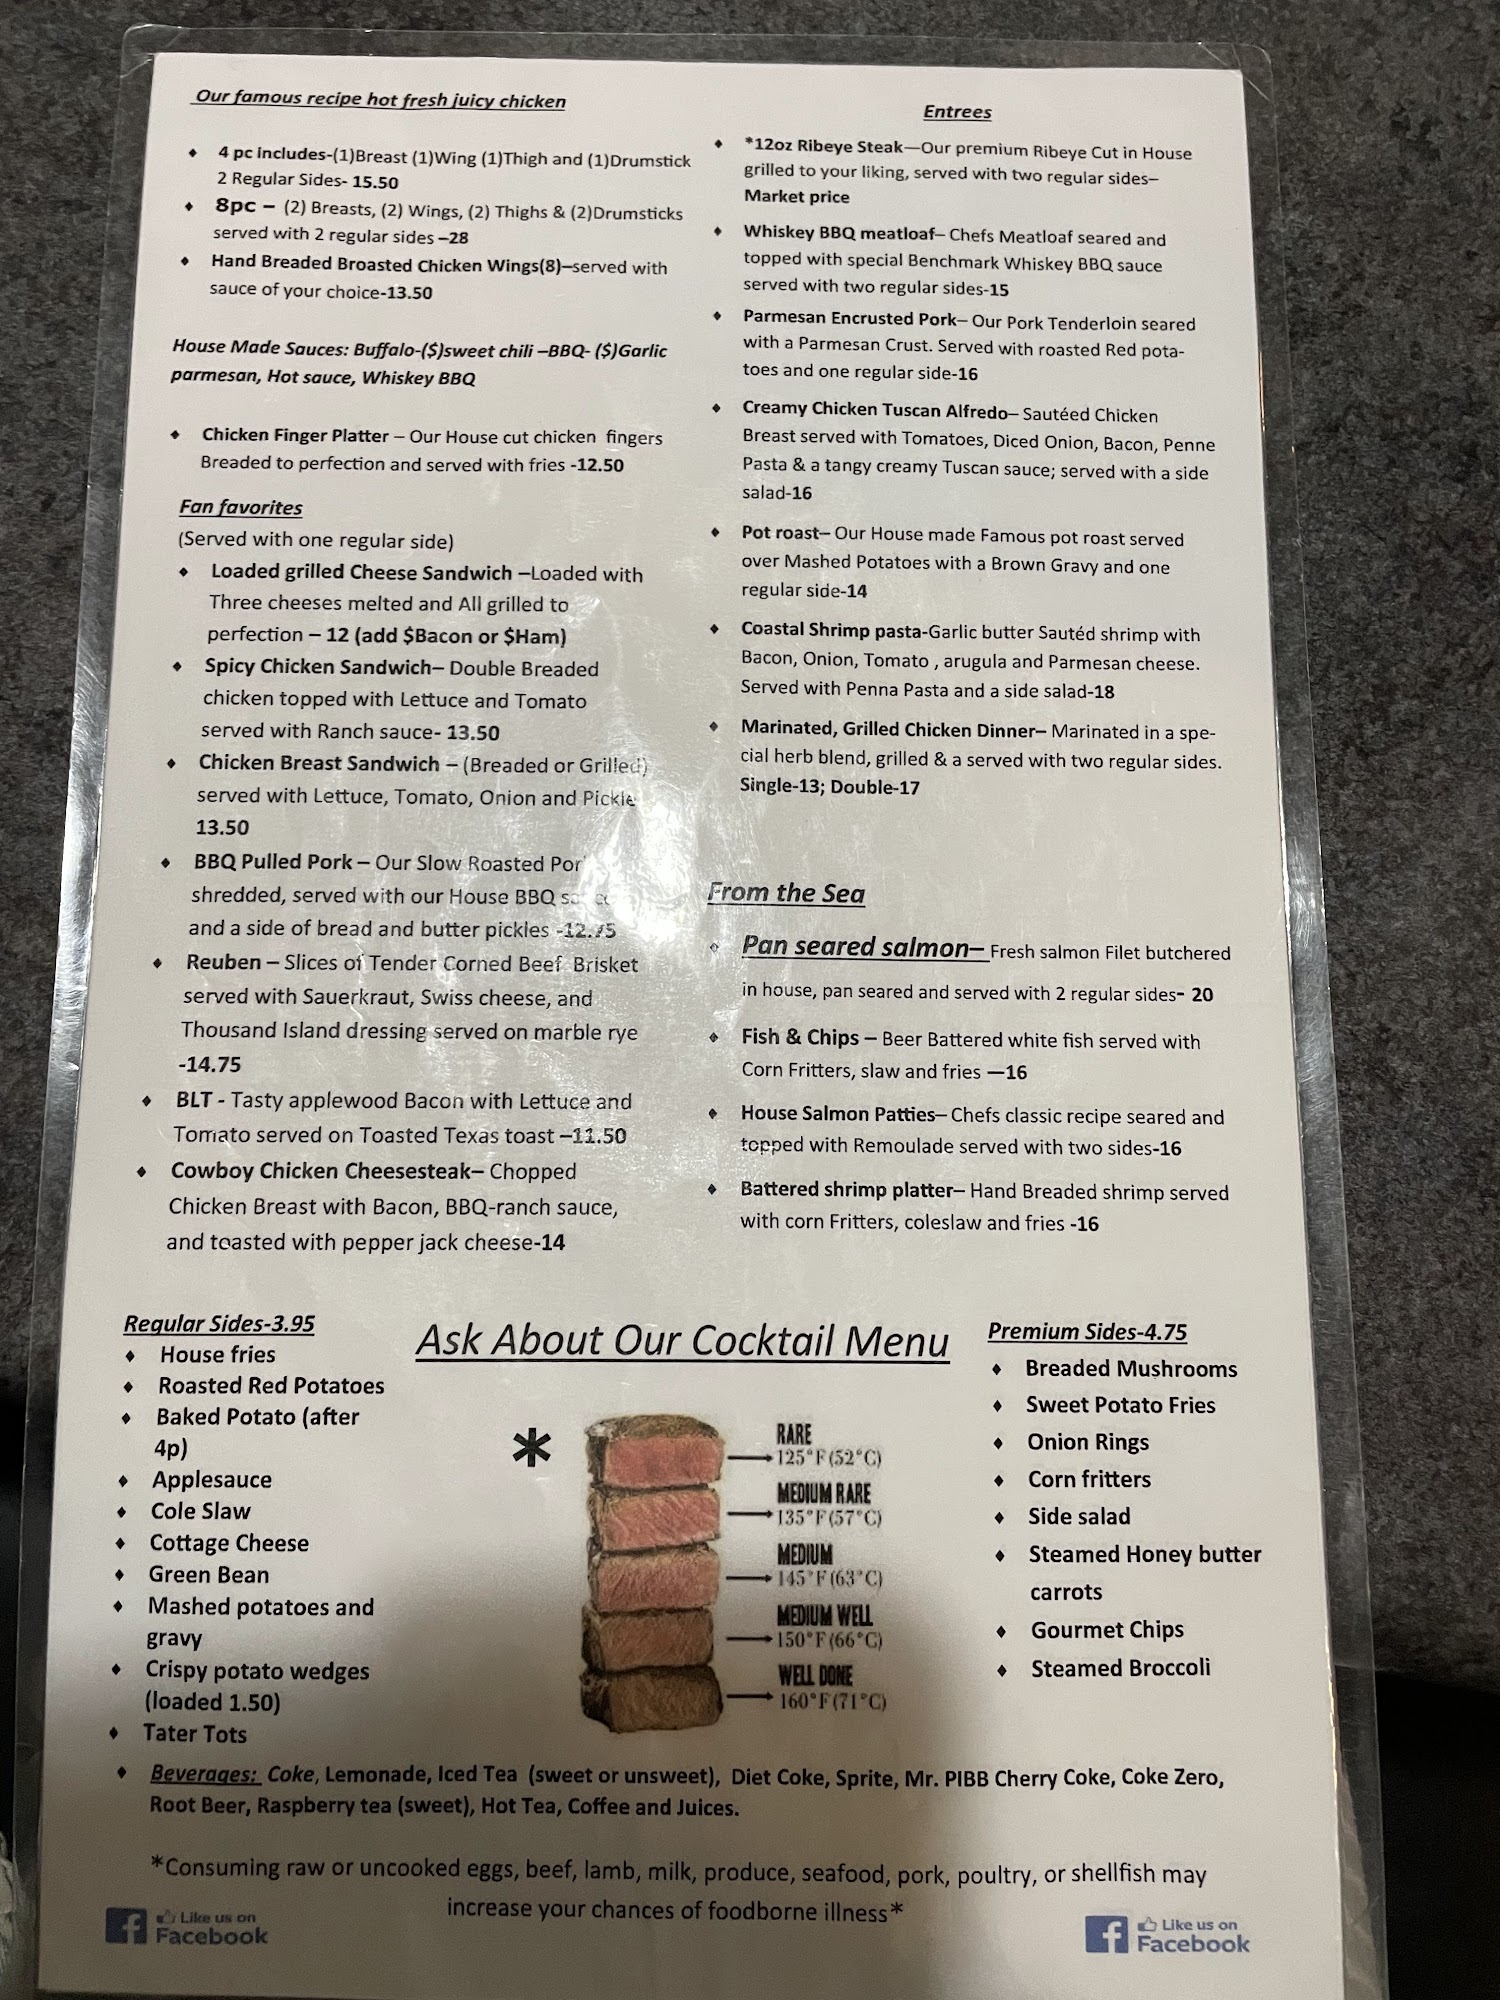 Our famous recipe hot fresh juicy chicken
4 pc includes-(1)Breast (1)Wing (1)Thigh and (1)Drumstick
2 Regular Sides- 15.50
8pc – (2) Breasts, (2) Wings, (2) Thighs & (2)Drumsticks
served with 2 regular sides –28
Hand Breaded Broasted Chicken Wings(8)–served with
sauce of your choice-13.50
House Made Sauces: Buffalo-($)sweet chili –BBQ- ($)Garlic
parmesan, Hot sauce, Whiskey BBQ
Chicken Finger Platter – Our House cut chicken fingers
Breaded to perfection and served with fries -12.50
Fan favorites
(Served with one regular side)
Loaded grilled Cheese Sandwich –Loaded with
Three cheeses melted and All grilled to
perfection – 12 (add $Bacon or $Ham)
Spicy Chicken Sandwich– Double Breaded
chicken topped with Lettuce and Tomato
served with Ranch sauce- 13.50
Chicken Breast Sandwich – (Breaded or Grilled)
served with Lettuce, Tomato, Onion and Pickle
13.50
BBQ Pulled Pork – Our Slow Roasted Pork
shredded, served with our House BBQ
and a side of bread and butter pickles -12.75
Reuben – Slices of Tender Corned Beef Brisket
served with Sauerkraut, Swiss cheese, and
Thousand Island dressing served on marble rye
-14.75
BLT - Tasty applewood Bacon with Lettuce and
Tomato served on Toasted Texas toast –11.50
Cowboy Chicken Cheesesteak– Chopped
Chicken Breast with Bacon, BBQ-ranch sauce,
and toasted with pepper jack cheese-14
Entrees
*12oz Ribeye Steak—Our premium Ribeye Cut in House
grilled to your liking, served with two regular sides–
Market price
Whiskey BBQ meatloaf– Chefs Meatloaf seared and
topped with special Benchmark Whiskey BBQ sauce
served with two regular sides-15
Parmesan Encrusted Pork– Our Pork Tenderloin seared
with a Parmesan Crust. Served with roasted Red pota-
toes and one regular side-16
Creamy Chicken Tuscan Alfredo– Sautéed Chicken
Breast served with Tomatoes, Diced Onion, Bacon, Penne
Pasta & a tangy creamy Tuscan sauce; served with a side
salad-16
Pot roast– Our House made Famous pot roast served
over Mashed Potatoes with a Brown Gravy and one
regular side-14
Coastal Shrimp pasta-Garlic butter Sautéd shrimp with
Bacon, Onion, Tomato , arugula and Parmesan cheese.
Served with Penna Pasta and a side salad-18
Marinated, Grilled Chicken Dinner– Marinated in a spe-
cial herb blend, grilled & a served with two regular sides.
Single-13; Double-17
From the Sea
Pan seared salmon– Fresh salmon Filet butchered
in house, pan seared and served with 2 regular sides- 20
Fish & Chips – Beer Battered white fish served with
Corn Fritters, slaw and fries —16
House Salmon Patties– Chefs classic recipe seared and
topped with Remoulade served with two sides-16
Battered shrimp platter– Hand Breaded shrimp served
with corn Fritters, coleslaw and fries -16
Regular Sides-3.95
House fries
Roasted Red Potatoes
Baked Potato (after
4p)
Applesauce
Cole Slaw
Cottage Cheese
Green Bean
Mashed potatoes and
gravy
Crispy potato wedges
(loaded 1.50)
Tater Tots
Ask About Our Cocktail Menu
*
RARE
125°F(52°C)
MEDIUM RARE
135°F(57°C)
MEDIUM
145°F(63°C)
MEDIUM WELL
150°F(66°C)
WELL DONE
160°F(71°C)
Premium Sides-4.75
Breaded Mushrooms
Sweet Potato Fries
Onion Rings
Corn fritters
Side salad
Steamed Honey butter
carrots
Gourmet Chips
Steamed Broccoli
Beverages: Coke, Lemonade, Iced Tea (sweet or unsweet), Diet Coke, Sprite, Mr. PIBB Cherry Coke, Coke Zero,
Root Beer, Raspberry tea (sweet), Hot Tea, Coffee and Juices.
*Consuming raw or uncooked eggs, beef, lamb, milk, produce, seafood, pork, poultry, or shellfish may
increase your chances of foodborne illness*
f Like us on
Facebook
f Like us on
Facebook